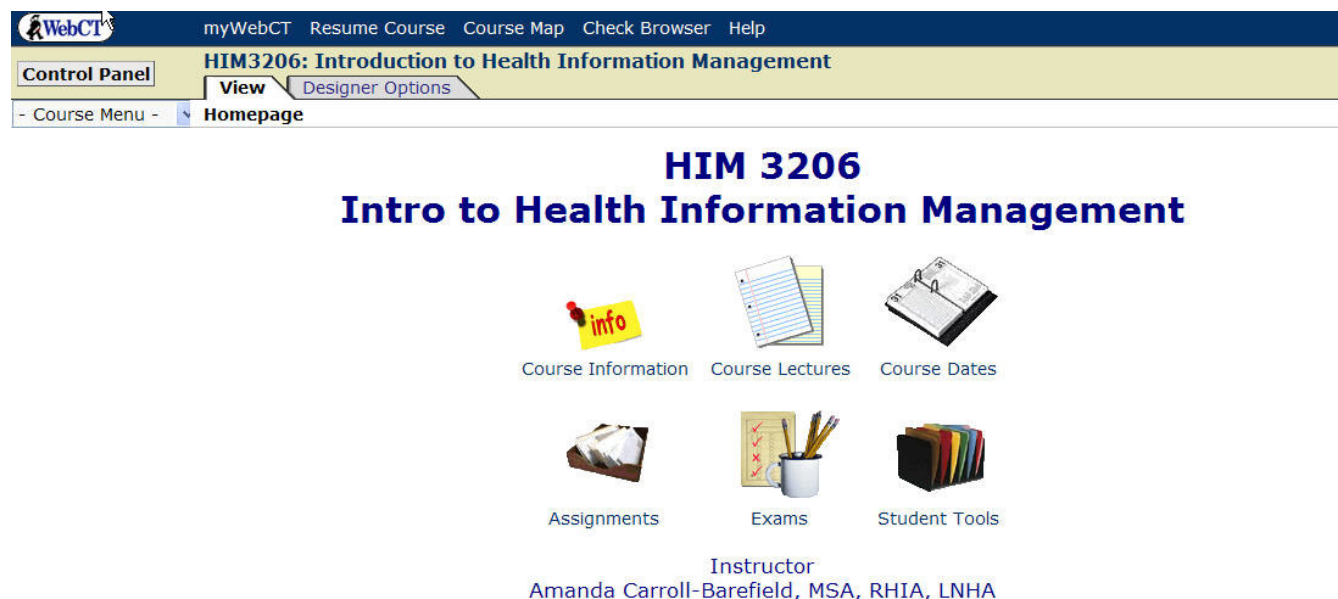 WebCT
myWebCT Resume Course Course Map Check Browser Help
Control Panel
HIM3206: Introduction to Health Information Management
View Designer Options
- Course Menu -
Homepage
HIM 3206
Intro to Health Information Management
info
Course Information Course Lectures Course Dates
Assignments Exams Student Tools
Instructor
Amanda Carroll-Barefield, MSA, RHIA, LNHA